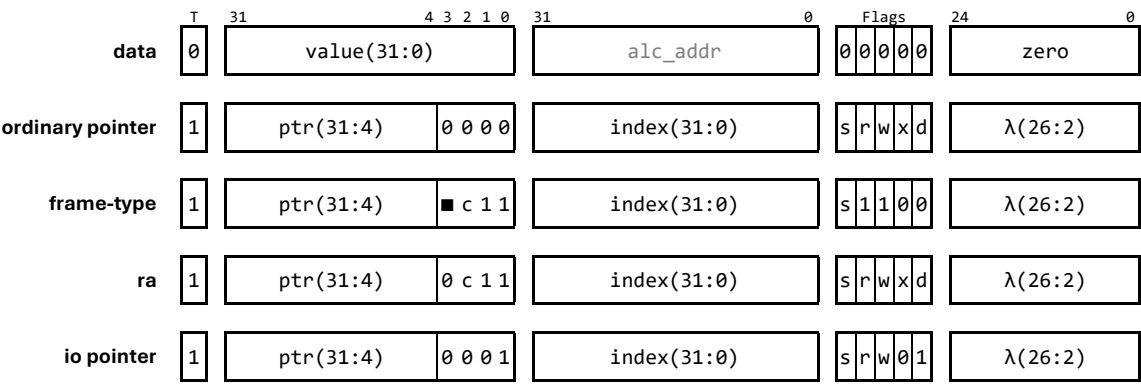 T 31 4 3 2 1 0 31 0 Flags 24 0
data 0 value(31:0) alc_addr 0 0 0 0 0 zero
ordinary pointer 1 ptr(31:4) 0 0 0 0 index(31:0) s r w x d λ(26:2)
frame-type 1 ptr(31:4) ■ c 1 1 index(31:0) s 1 1 0 0 λ(26:2)
ra 1 ptr(31:4) 0 c 1 1 index(31:0) s r w x d λ(26:2)
io pointer 1 ptr(31:4) 0 0 0 1 index(31:0) s r w 0 1 λ(26:2)